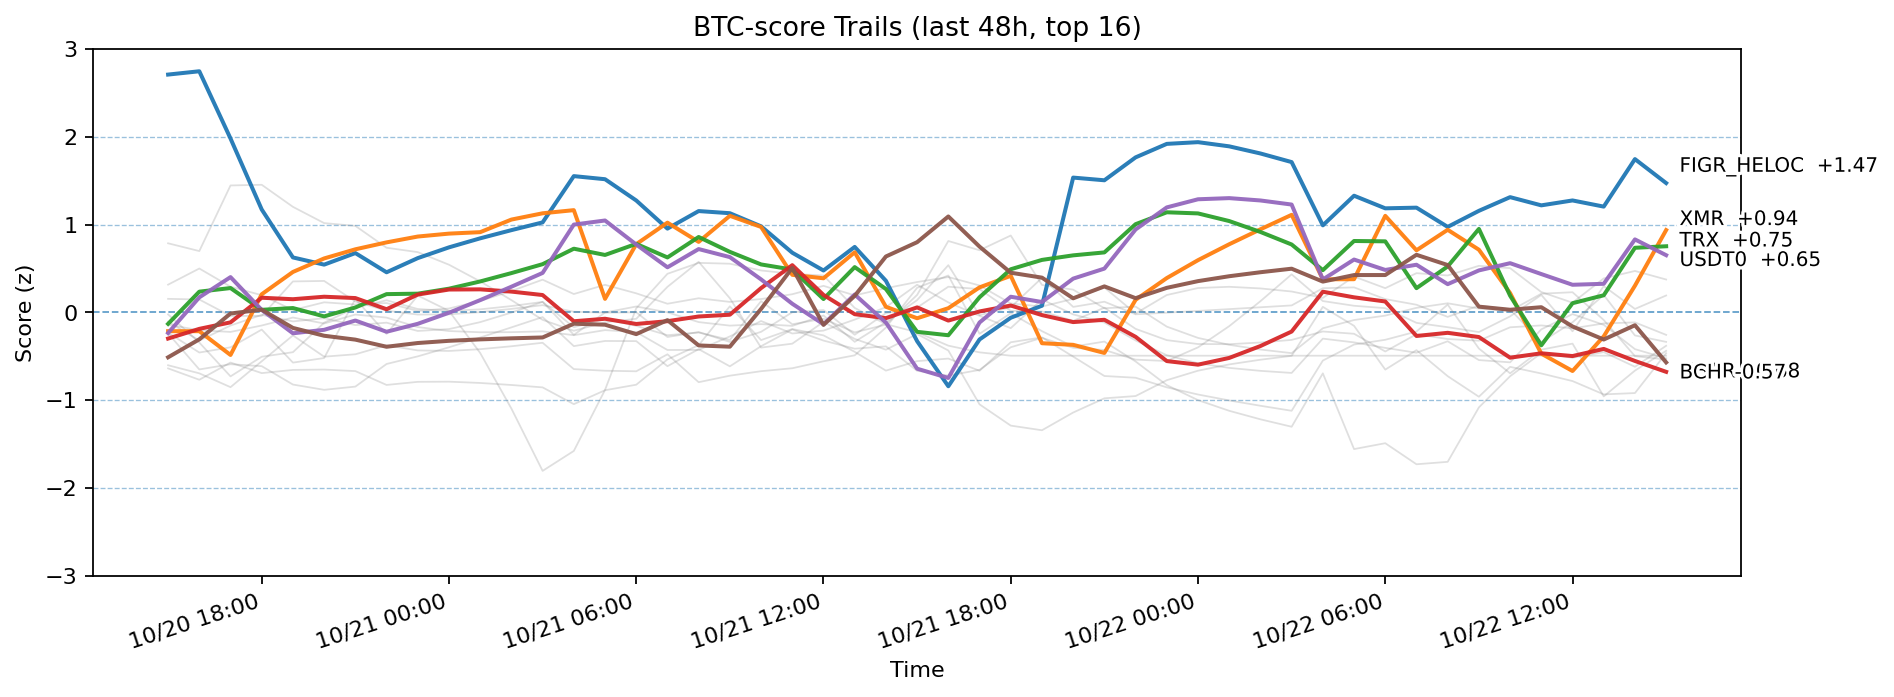 BTC-score Trails (last 48h, top 16)
3
2
1
0
−1
−2
−3
Score (z)
FIGR_HELOC +1.47
XMR +0.94
TRX +0.75
USDT0 +0.65
10/20 18:00
10/21 00:00
10/21 06:00
10/21 12:00
10/21 18:00
10/22 00:00
10/22 06:00
10/22 12:00
Time